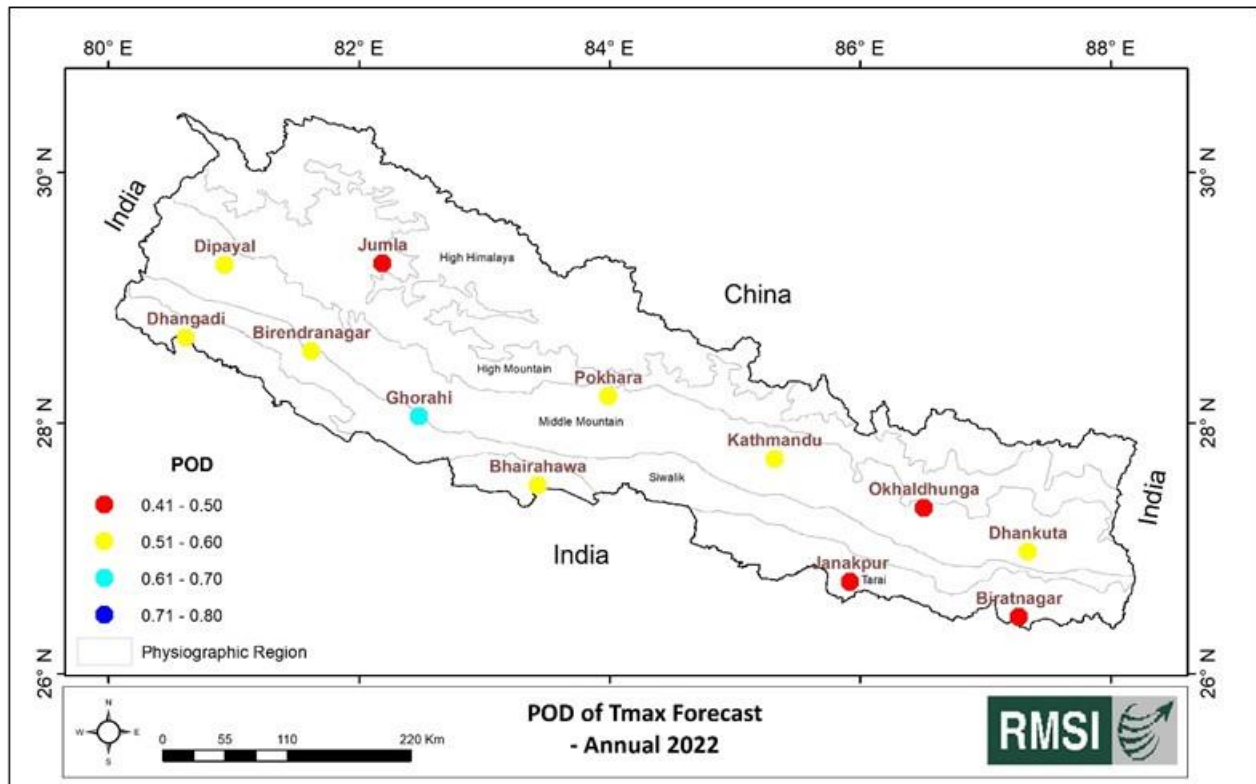 80° E 82° E 84° E 86° E 88° E
30° N
30° N
India
Dipayal
Jumla
High Himalaya
China
Dhangadi
Birendranagar
High Mountain
Pokhara
Ghorahi
Middle Mountain
28° N
28° N
Kathmandu
Bhairahawa
Siwalik
Okhaldhunga
India
Dhankuta
India
Janakpur
Tarai
Biratnagar
POD
0.41 - 0.50
0.51 - 0.60
0.61 - 0.70
0.71 - 0.80
Physiographic Region
26° N
26° N
N
W E
S
0 55 110 220 Km
POD of Tmax Forecast
- Annual 2022
RMSI